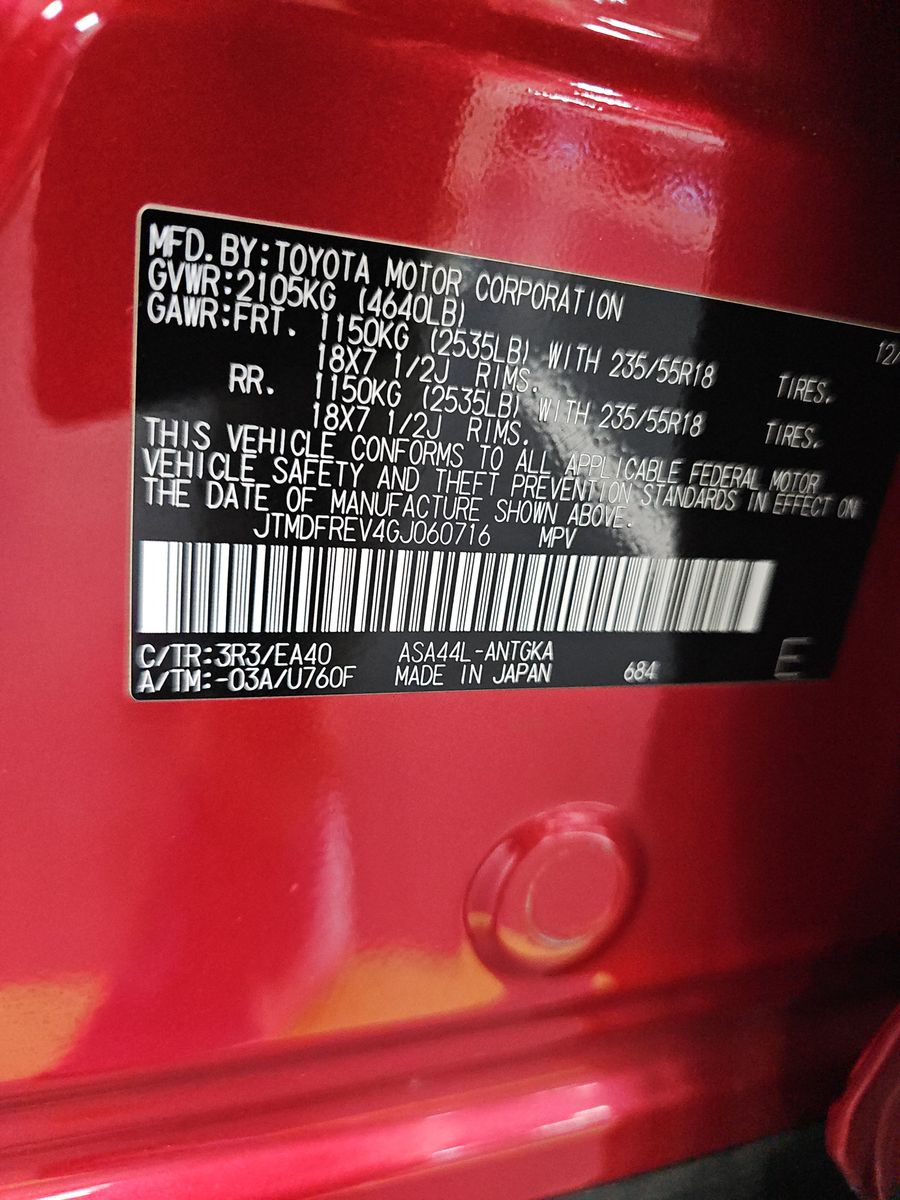 MFD. BY: TOYOTA MOTOR CORPORATION 12/
GVWR: 2105KG (4640LB)
GAWR: FRT. 1150KG (2535LB) WITH 235/55R18 TIRES,
18X7 1/2J RIMS.
RR. 1150KG (2535LB) WITH 235/55R18 TIRES,
18X7 1/2J RIMS.
THIS VEHICLE CONFORMS TO ALL APPLICABLE FEDERAL MOTOR
VEHICLE SAFETY AND THEFT PREVENTION STANDARDS IN EFFECT ON
THE DATE OF MANUFACTURE SHOWN ABOVE.
JTMDFREV4GJ060716 MPV
C/TR: 3R3/EA40 ASA44L-ANTGKA
A/TM: -03A/U760F MADE IN JAPAN 684 E